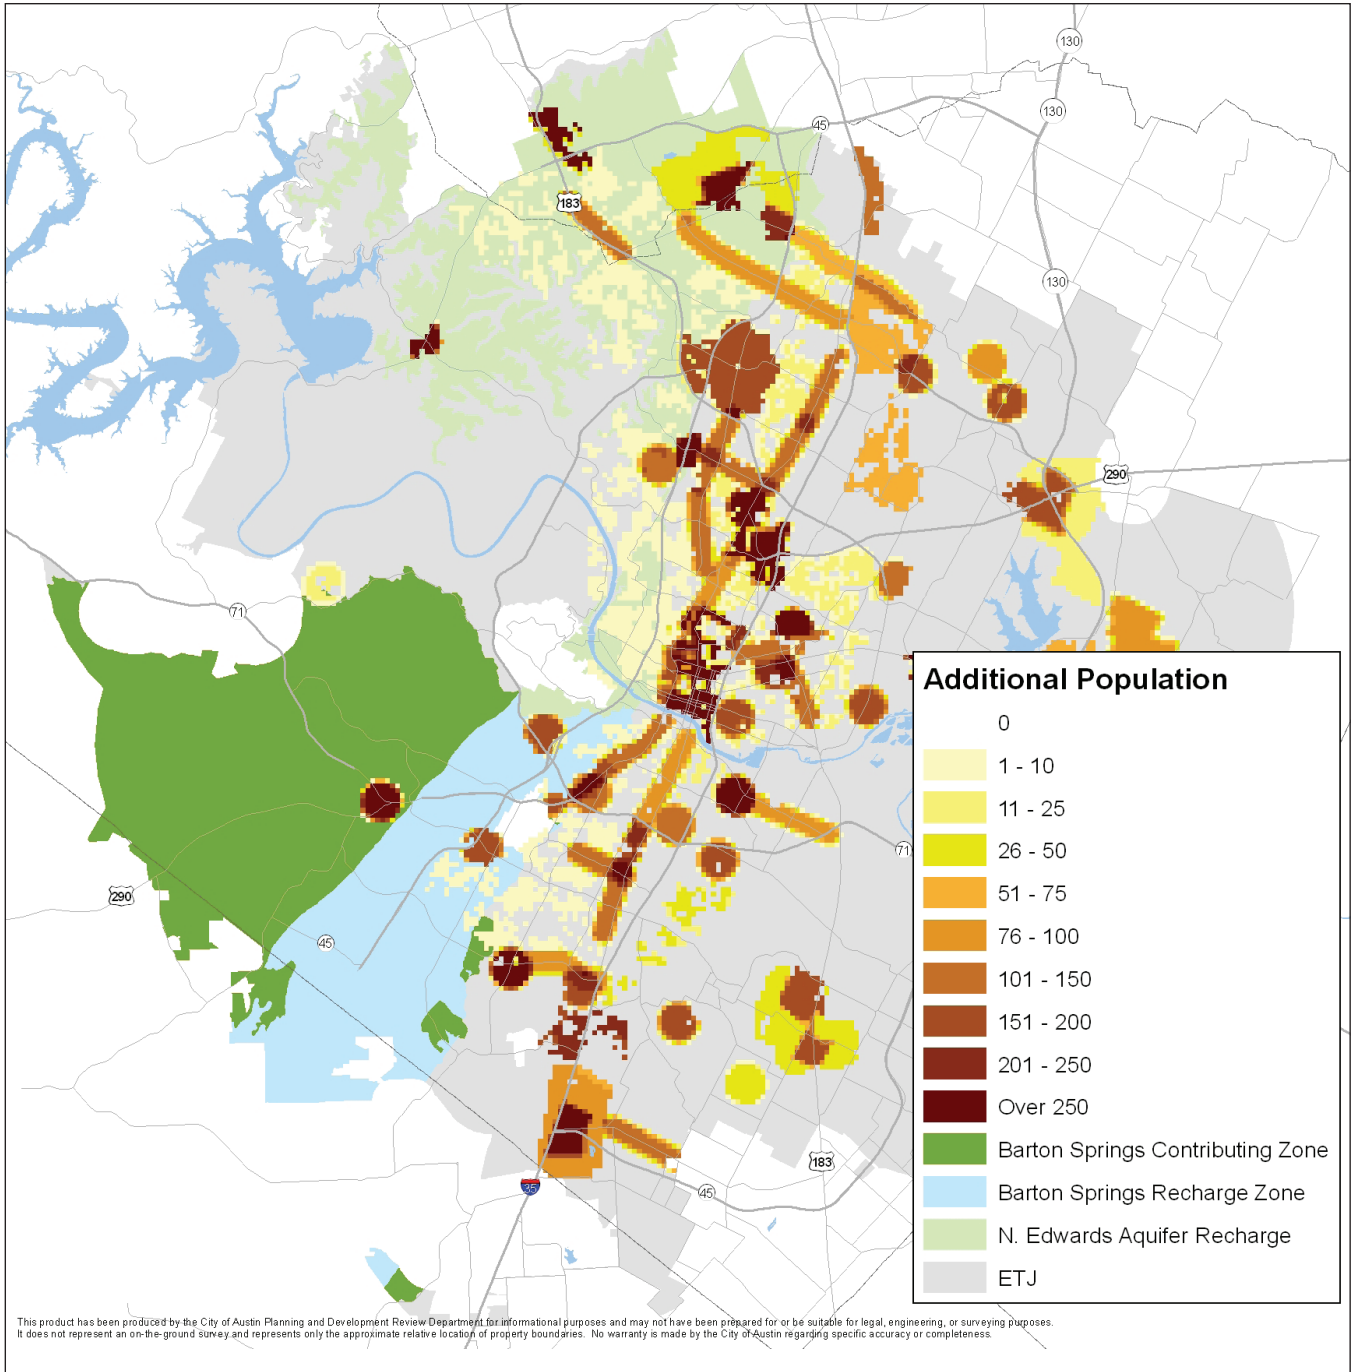 130
130
45
183
130
290
71
Additional Population
0
1 - 10
11 - 25
26 - 50
51 - 75
76 - 100
101 - 150
151 - 200
201 - 250
Over 250
Barton Springs Contributing Zone
Barton Springs Recharge Zone
N. Edwards Aquifer Recharge
ETJ
71
290
45
183
35
45
This product has been produced by the City of Austin Planning and Development Review Department for informational purposes and may not have been prepared for or be suitable for legal, engineering, or surveying purposes.
It does not represent an on-the-ground survey and represents only the approximate relative location of property boundaries. No warranty is made by the City of Austin regarding specific accuracy or completeness.